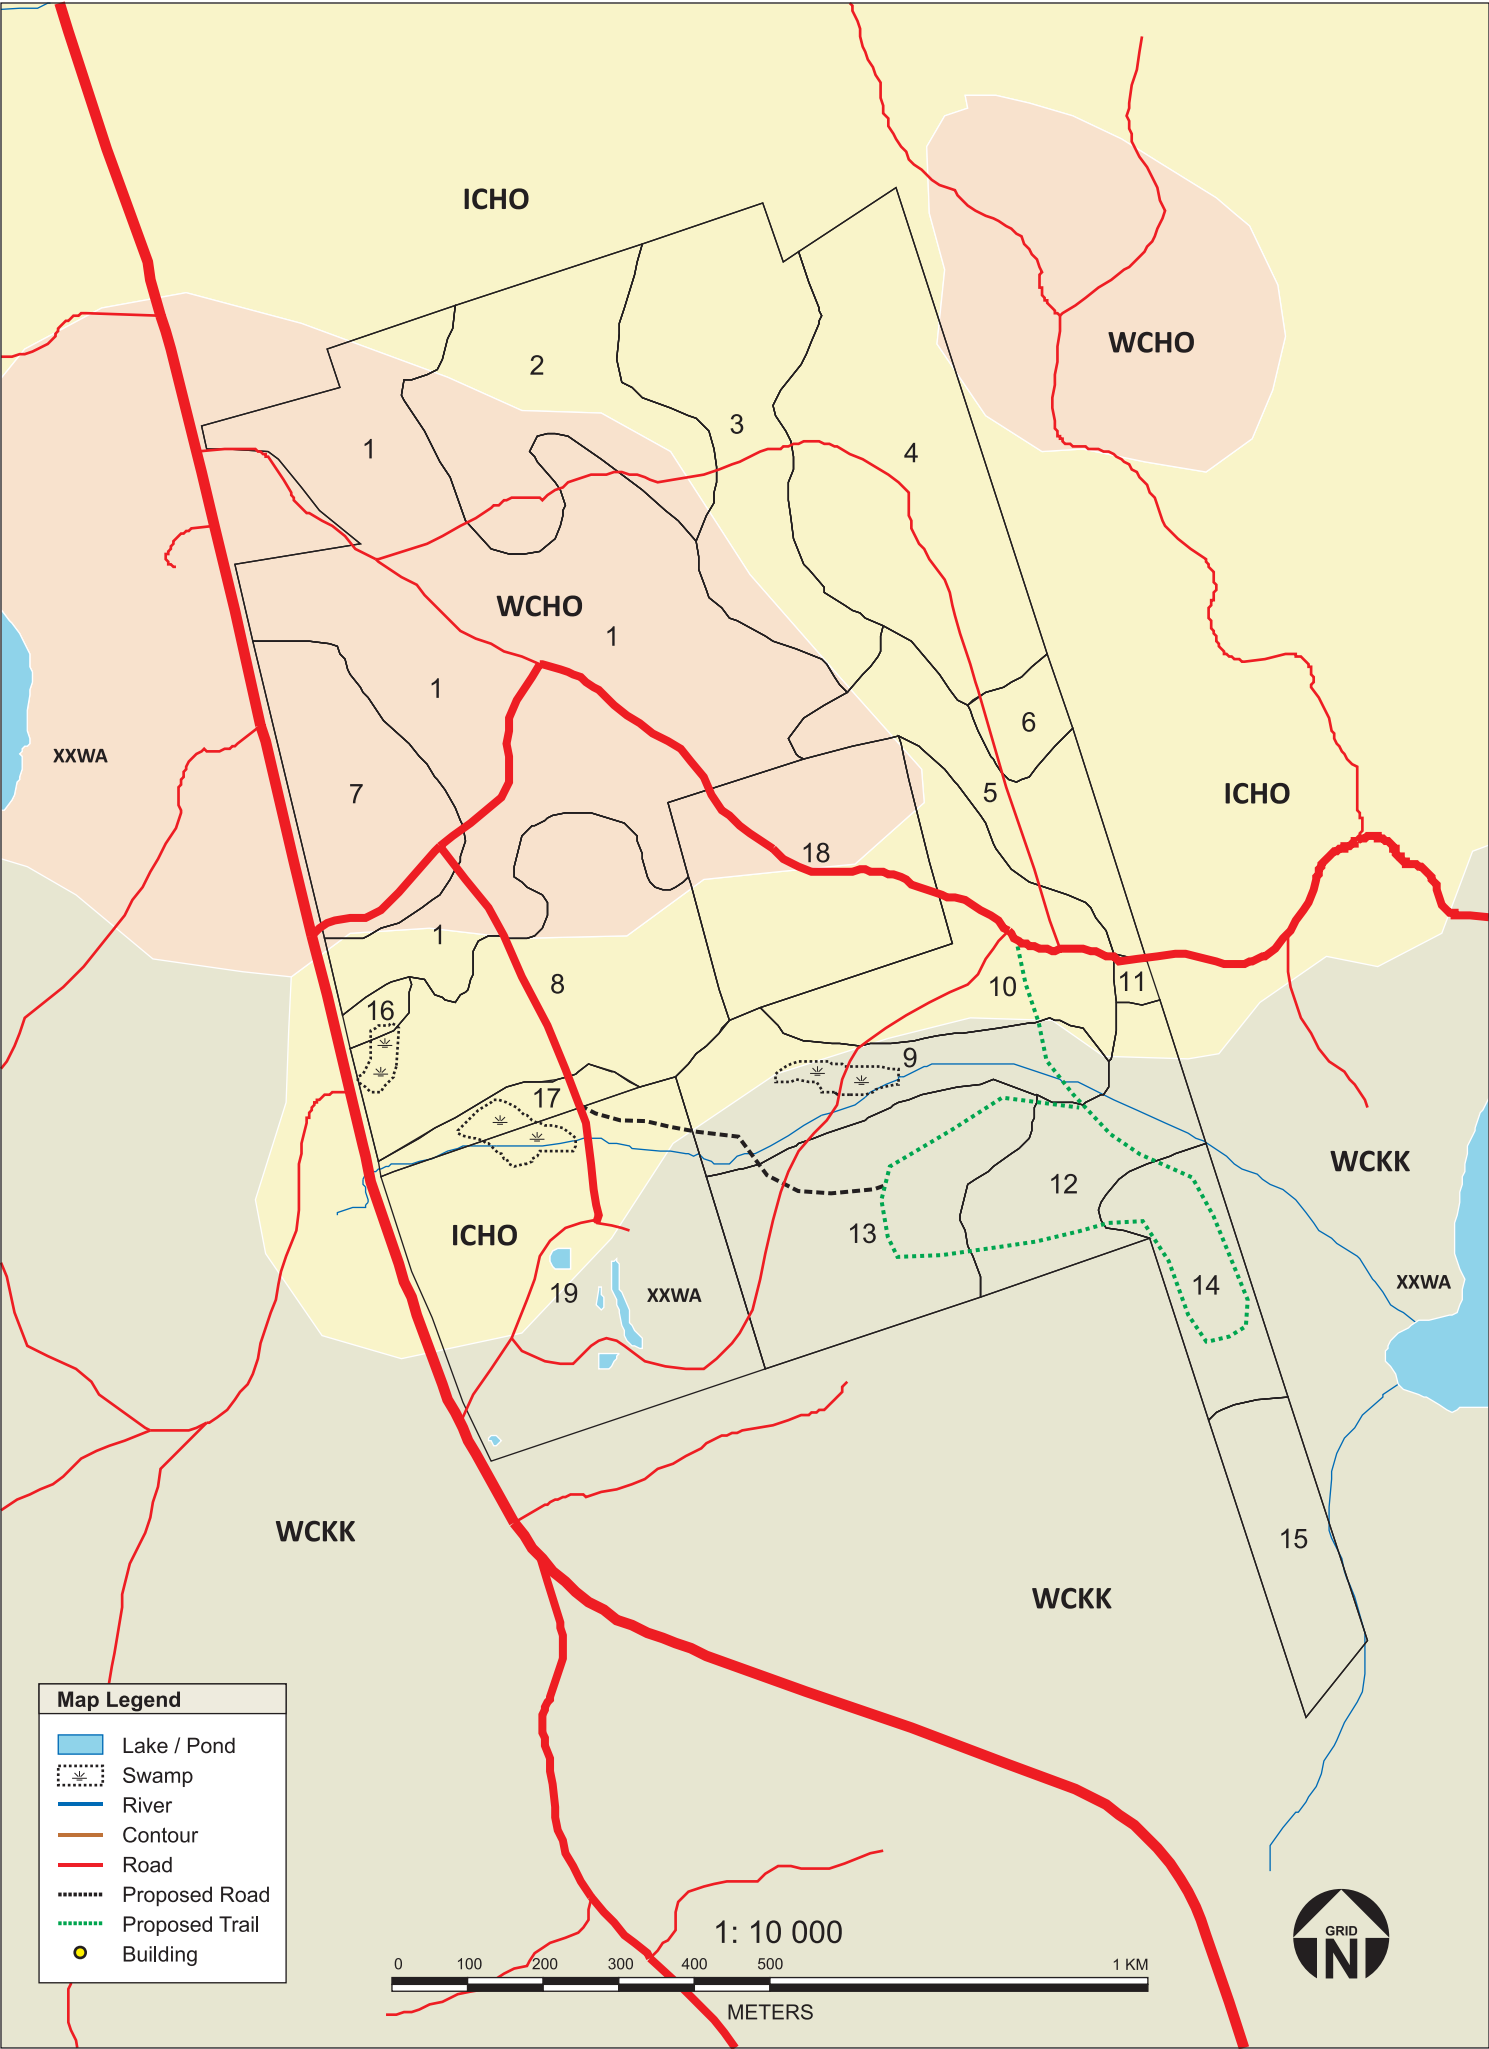 ICHO
WCHO
2
3
1
4
WCHO
1
1
6
XXWA
7
5
ICHO
18
1
8
10
11
16
9
17
WCKK
12
ICHO
13
19
XXWA
14
XXWA
WCKK
15
WCKK
Map Legend
Lake / Pond
Swamp
River
Contour
Road
Proposed Road
Proposed Trail
Building
1: 10 000
0 100 200 300 400 500 1 KM
METERS
GRID
N